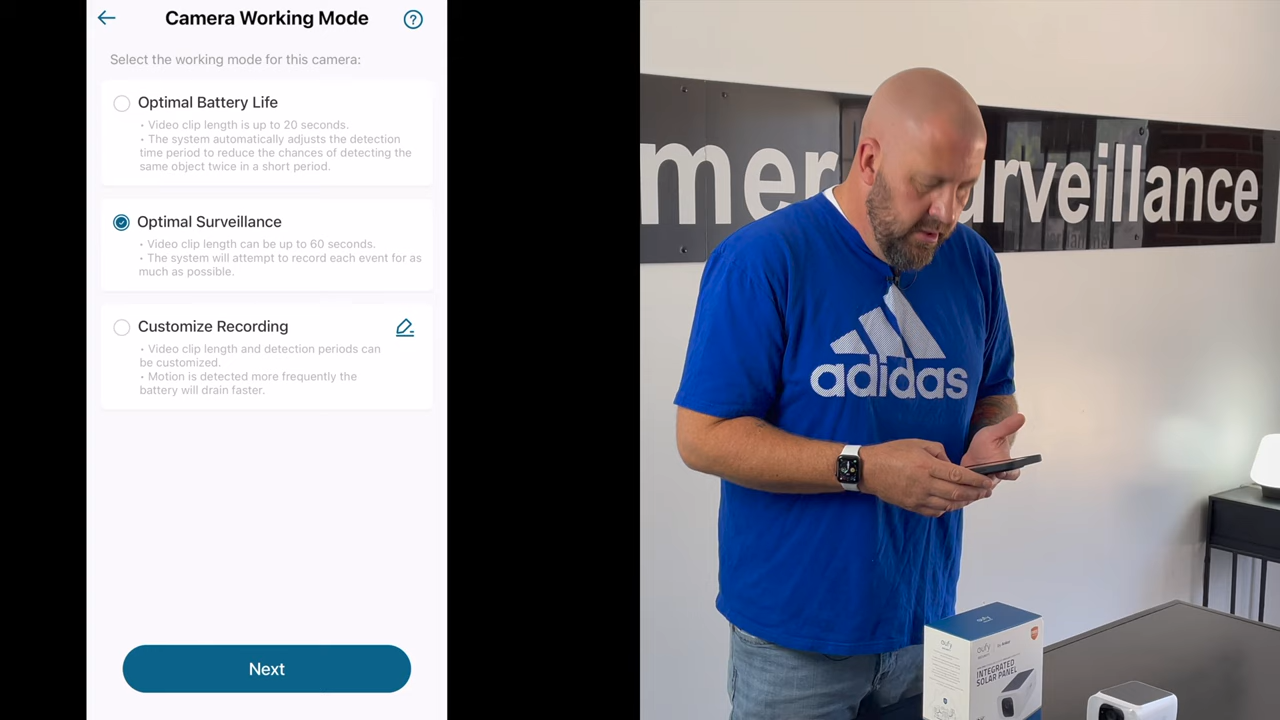 Camera Working Mode
?
Select the working mode for this camera:
Optimal Battery Life
• Video clip length is up to 20 seconds.
• The system automatically adjusts the detection
time period to reduce the chances of detecting the
same object twice in a short period.
Optimal Surveillance
• Video clip length can be up to 60 seconds.
• The system will attempt to record each event for as
much as possible.
Customize Recording
• Video clip length and detection periods can
be customized.
• Motion is detected more frequently the
battery will drain faster.
Next
mer urveillance
adidas
eufy
eufy
SECURITY
INTEGRATED
SOLAR PANEL